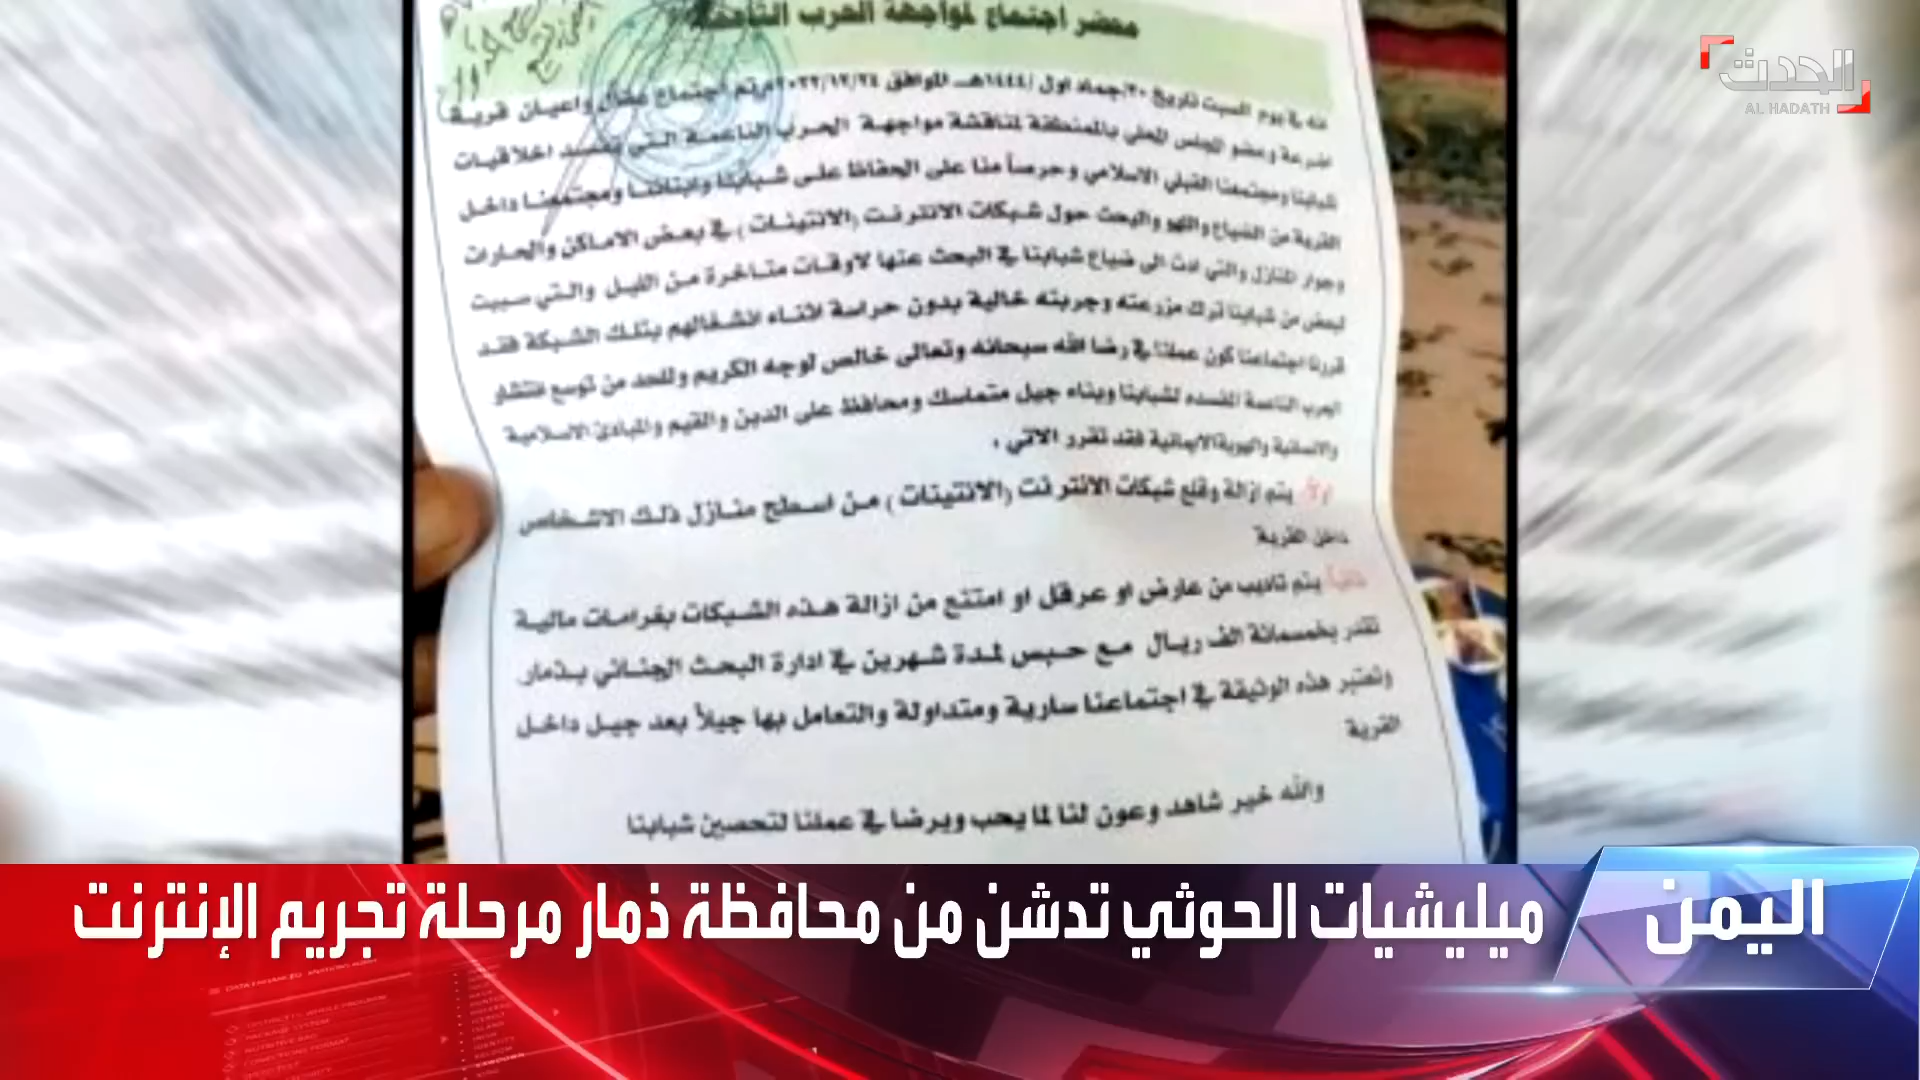 محضر اجتماع لمواجهة الحرب الناعمة
الحدث
AL HADATH
انه في يوم السبت تاريخ ٣٠/جماد اول /١٤٤٤هـ الموافق ٢٠٢٢/١٢/٢٤م تم اجتماع عقال واعيان قرية
وعضو المجلس المحلي بالمنطقة لمناقشة مواجهة الحرب الناعمة التي تفسد اخلاقيات
شبابنا ومجتمعنا القبلي الاسلامي وحرساً منا على الحفاظ على شبابنا وابنائنا ومجتمعنا داخل
القرية من الضياع واللهو والبحث حول شبكات الانترنت (الانتينات) في بعض الاماكن والحارات
وجوار المنازل والتي ادت الى ضياع شبابنا في البحث عنها لاوقات متاخرة من الليل والتي سببت
لبعض من شبابنا ترك مزرعته وجربته خالية بدون حراسة اثناء انشغالهم بتلك الشبكة فقد
قررنا اجتماعنا كون عملنا في رضا الله سبحانه وتعالى خالص لوجه الكريم وللحد من توسع انتشار
الحرب الناعمة المفسده لشبابنا وبناء جيل متماسك ومحافظ على الدين والقيم والمبادئ الاسلامية
والانسانية والهوية الايمانية فقد تقرر الاتي .
اولاً يتم ازالة وقلع شبكات الانترنت (الانتينات) من اسطح منازل ذلك الاشخاص
داخل القرية
ثانياً يتم تاديب من عارض او عرقل او امتنع من ازالة هذه الشبكات بغرامات مالية
تقدر بخمسمائة الف ريال مع حبس لمدة شهرين في ادارة البحث الجنائي بذمار
وتعتبر هذه الوثيقة في اجتماعنا سارية ومتداولة والتعامل بها جيلاً بعد جيل داخل
القرية
والله خير شاهد وعون لنا لما يحب ويرضا في عملنا لتحصين شبابنا
اليمن
ميليشيات الحوثي تدشن من محافظة ذمار مرحلة تجريم الإنترنت